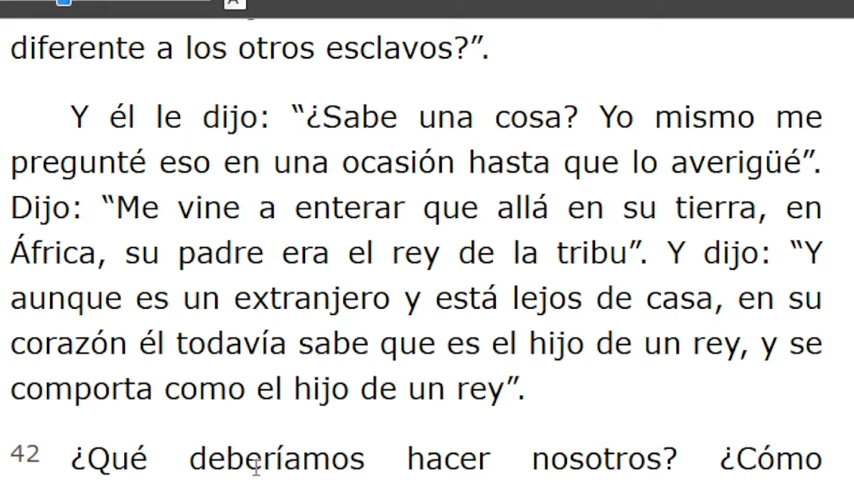 diferente a los otros esclavos?”.
Y él le dijo: “¿Sabe una cosa? Yo mismo me
pregunté eso en una ocasión hasta que lo averigüé”.
Dijo: “Me vine a enterar que allá en su tierra, en
África, su padre era el rey de la tribu”. Y dijo: “Y
aunque es un extranjero y está lejos de casa, en su
corazón él todavía sabe que es el hijo de un rey, y se
comporta como el hijo de un rey”.
42 ¿Qué deberíamos hacer nosotros? ¿Cómo